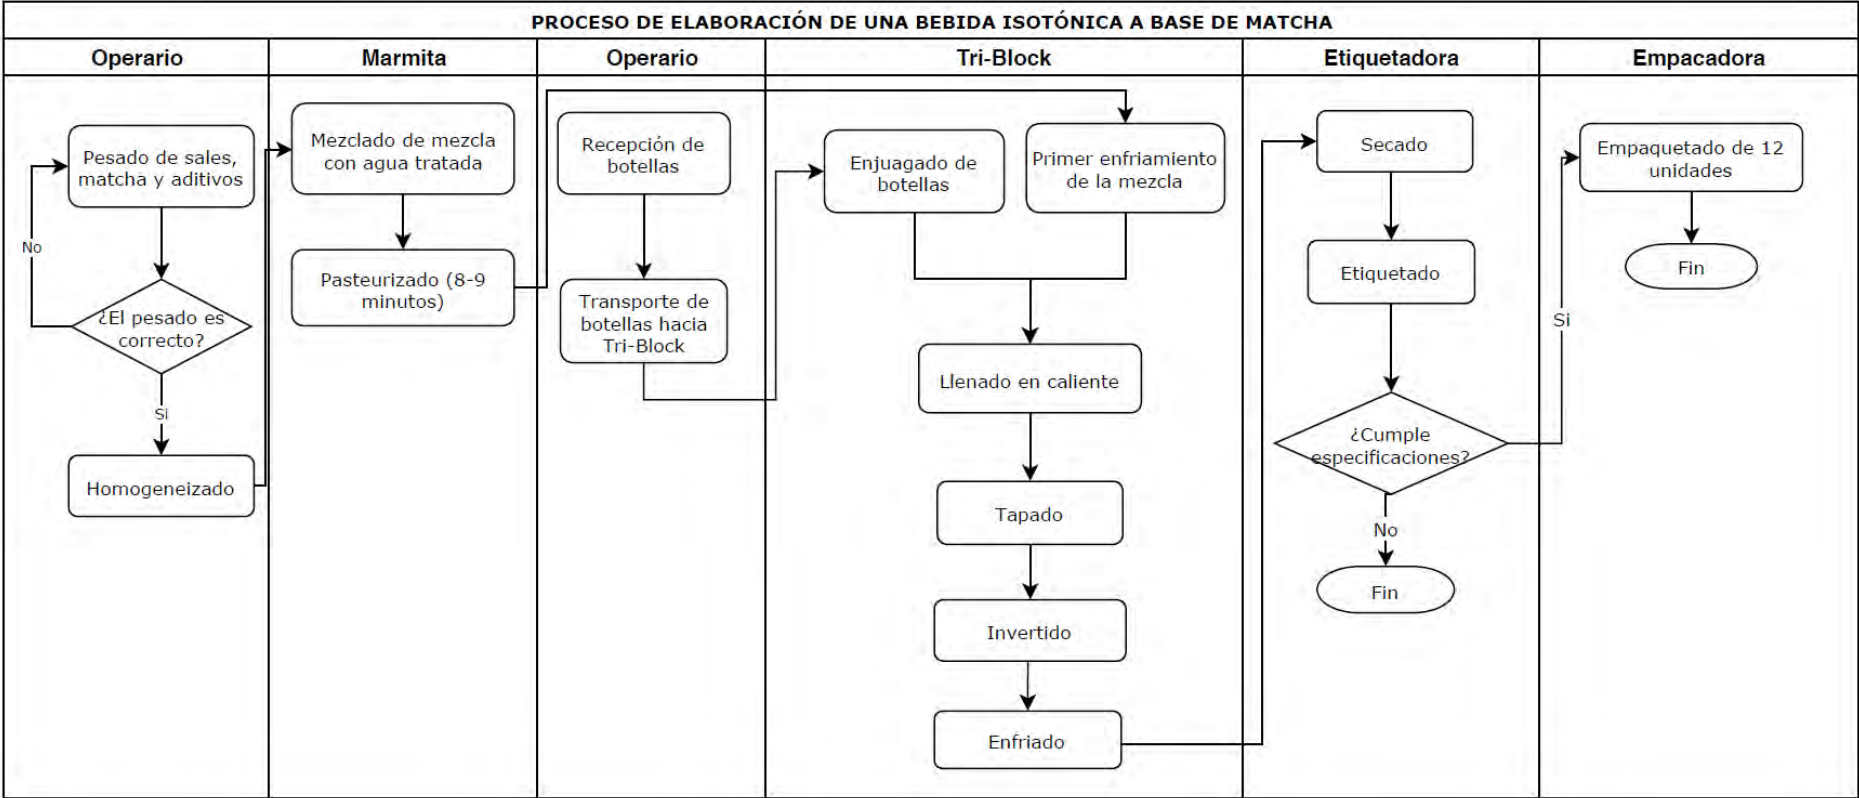 PROCESO DE ELABORACIÓN DE UNA BEBIDA ISOTÓNICA A BASE DE MATCHA
Operario
Marmita
Operario
Tri-Block
Etiquetadora
Empacadora
Pesado de sales,
matcha y aditivos
No
¿El pesado es
correcto?
Si
Homogeneizado
Mezclado de mezcla
con agua tratada
Pasteurizado (8-9
minutos)
Recepción de
botellas
Transporte de
botellas hacia
Tri-Block
Enjuagado de
botellas
Primer enfriamiento
de la mezcla
Llenado en caliente
Tapado
Invertido
Enfriado
Secado
Etiquetado
¿Cumple
especificaciones?
No
Fin
Si
Empaquetado de 12
unidades
Fin